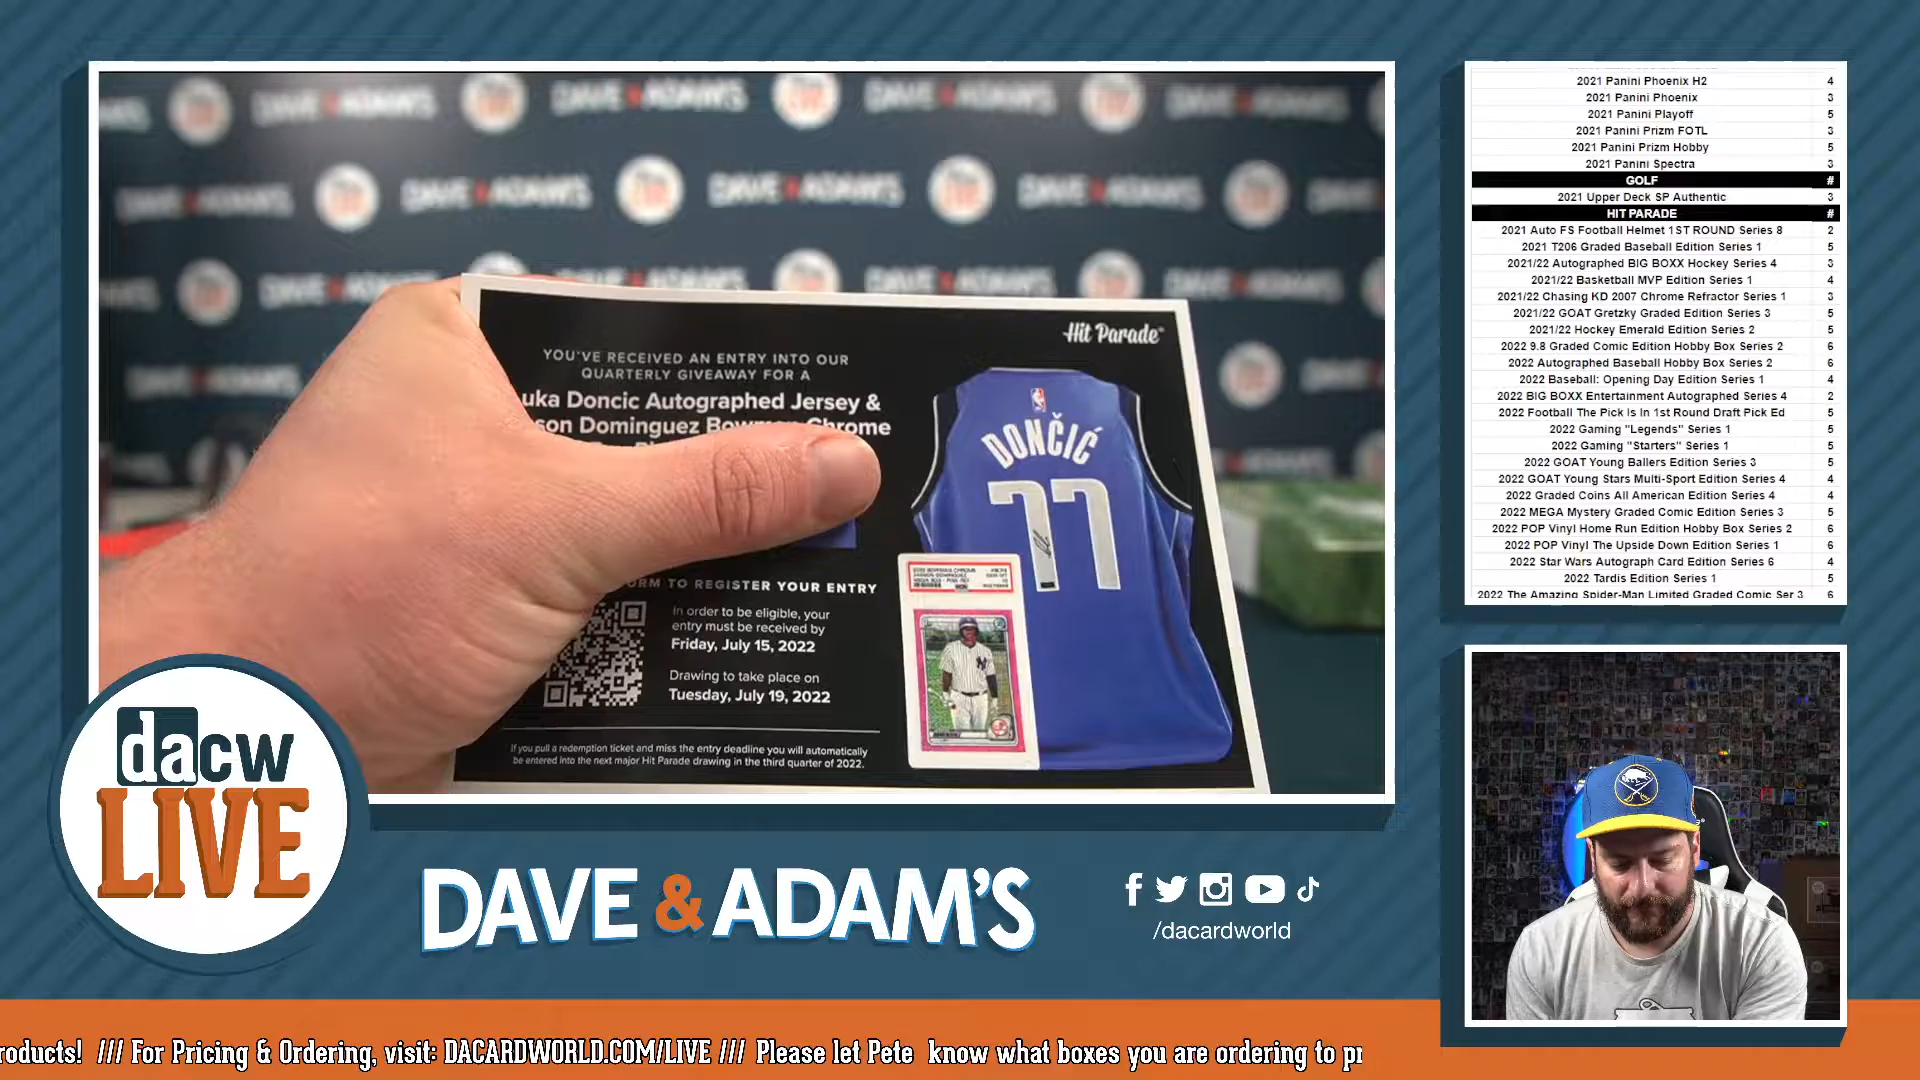 DAVE & ADAM'S
Hit Parade
YOU'VE RECEIVED AN ENTRY INTO OUR
QUARTERLY GIVEAWAY FOR A
uka Doncic Autographed Jersey &
son Dominguez Chrome
RM TO REGISTER YOUR ENTRY
In order to be eligible, your
entry must be received by
Friday, July 15, 2022
Drawing to take place on
Tuesday, July 19, 2022
If you pull a redemption ticket and miss the entry deadline you will automatically
be entered into the next major Hit Parade drawing in the third quarter of 2022.
DONČIĆ
77
2021 Panini Phoenix H2 4
2021 Panini Phoenix 3
2021 Panini Playoff 5
2021 Panini Prizm FOTL 3
2021 Panini Prizm Hobby 5
2021 Panini Spectra 3
GOLF #
2021 Upper Deck SP Authentic 3
HIT PARADE #
2021 Auto FS Football Helmet 1ST ROUND Series 8 2
2021 T206 Graded Baseball Edition Series 1 5
2021/22 Autographed BIG BOXX Hockey Series 4 3
2021/22 Basketball MVP Edition Series 1 4
2021/22 Chasing KD 2007 Chrome Refractor Series 1 3
2021/22 GOAT Gretzky Graded Edition Series 3 5
2021/22 Hockey Emerald Edition Series 2 5
2022 9.8 Graded Comic Edition Hobby Box Series 2 6
2022 Autographed Baseball Hobby Box Series 2 6
2022 Baseball: Opening Day Edition Series 1 4
2022 BIG BOXX Entertainment Autographed Series 4 2
2022 Football The Pick Is In 1st Round Draft Pick Ed 5
2022 Gaming "Legends" Series 1 5
2022 Gaming "Starters" Series 1 5
2022 GOAT Young Ballers Edition Series 3 5
2022 GOAT Young Stars Multi-Sport Edition Series 4 4
2022 Graded Coins All American Edition Series 4 4
2022 MEGA Mystery Graded Comic Edition Series 3 5
2022 POP Vinyl Home Run Edition Hobby Box Series 2 6
2022 POP Vinyl The Upside Down Edition Series 1 6
2022 Star Wars Autograph Card Edition Series 6 4
2022 Tardis Edition Series 1 5
2022 The Amazing Spider-Man Limited Graded Comic Ser 3 6
dacw
LIVE
DAVE & ADAM'S
/dacardworld
roducts! /// For Pricing & Ordering, visit: DACARDWORLD.COM/LIVE /// Please let Pete know what boxes you are ordering to pr